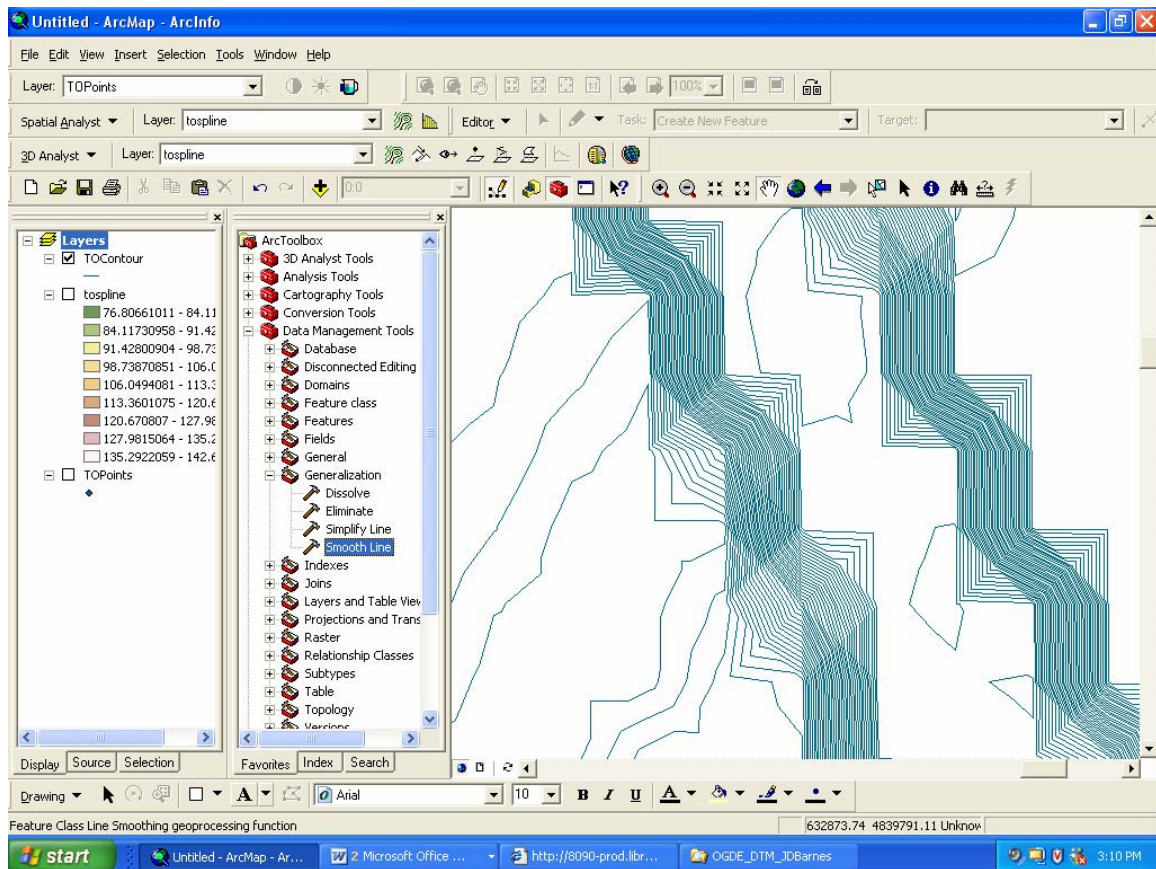 Untitled - ArcMap - ArcInfo
File Edit View Insert Selection Tools Window Help
Layer: TOPoints
100%
Spatial Analyst Layer: tospline
Editor Task: Create New Feature Target:
3D Analyst Layer: tospline
0:0
Layers
TOContour
tospline
76.80661011 - 84.11
84.11730958 - 91.42
91.42800904 - 98.73
98.73870851 - 106.0
106.0494081 - 113.3
113.3601075 - 120.6
120.670807 - 127.98
127.9815064 - 135.2
135.2922059 - 142.6
TOPoints
Display Source Selection
ArcToolbox
3D Analyst Tools
Analysis Tools
Cartography Tools
Conversion Tools
Data Management Tools
Database
Disconnected Editing
Domains
Feature class
Features
Fields
General
Generalization
Dissolve
Eliminate
Simplify Line
Smooth Line
Indexes
Joins
Layers and Table View
Projections and Trans
Raster
Relationship Classes
Subtypes
Table
Topology
Versions
Favorites Index Search
Drawing A Arial 10 B I U A
Feature Class Line Smoothing geoprocessing function
632873.74 4839791.11 Unknow
start
Untitled - ArcMap - Ar...
2 Microsoft Office ...
http://8090-prod.libr...
OGDE_DTM_JDBarnes
3:10 PM